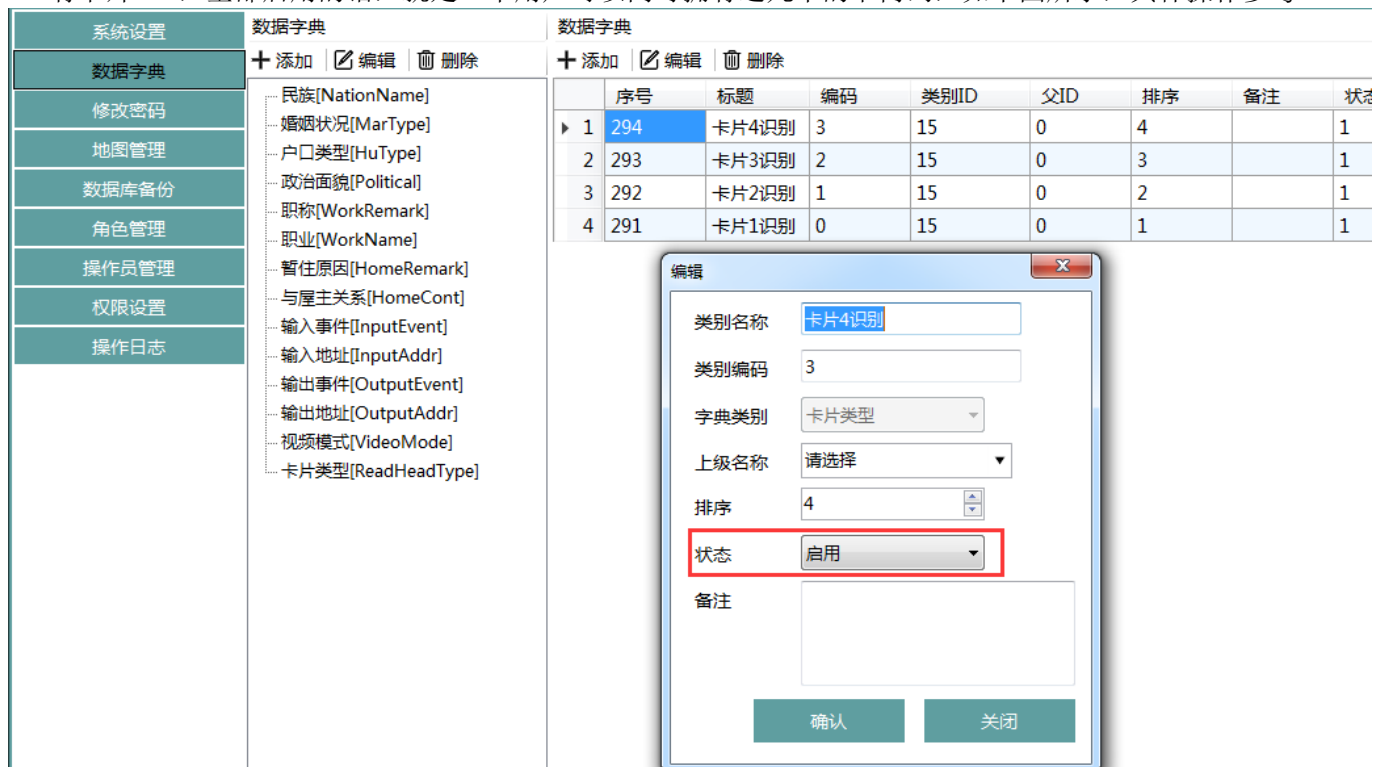 系统设置
数据字典
修改密码
地图管理
数据库备份
角色管理
操作员管理
权限设置
操作日志
数据字典
添加 编辑 删除
民族[NationName]
婚姻状况[MarType]
户口类型[HuType]
政治面貌[Political]
职称[WorkRemark]
职业[WorkName]
暂住原因[HomeRemark]
与屋主关系[HomeCont]
输入事件[InputEvent]
输入地址[InputAddr]
输出事件[OutputEvent]
输出地址[OutputAddr]
视频模式[VideoMode]
卡片类型[ReadHeadType]
数据字典
添加 编辑 删除
序号 标题 编码 类别ID 父ID 排序 备注 状态
1 294 卡片4识别 3 15 0 4 1
2 293 卡片3识别 2 15 0 3 1
3 292 卡片2识别 1 15 0 2 1
4 291 卡片1识别 0 15 0 1 1
编辑
类别名称 卡片4识别
类别编码 3
字典类别 卡片类型
上级名称 请选择
排序 4
状态 启用
备注
确认 关闭